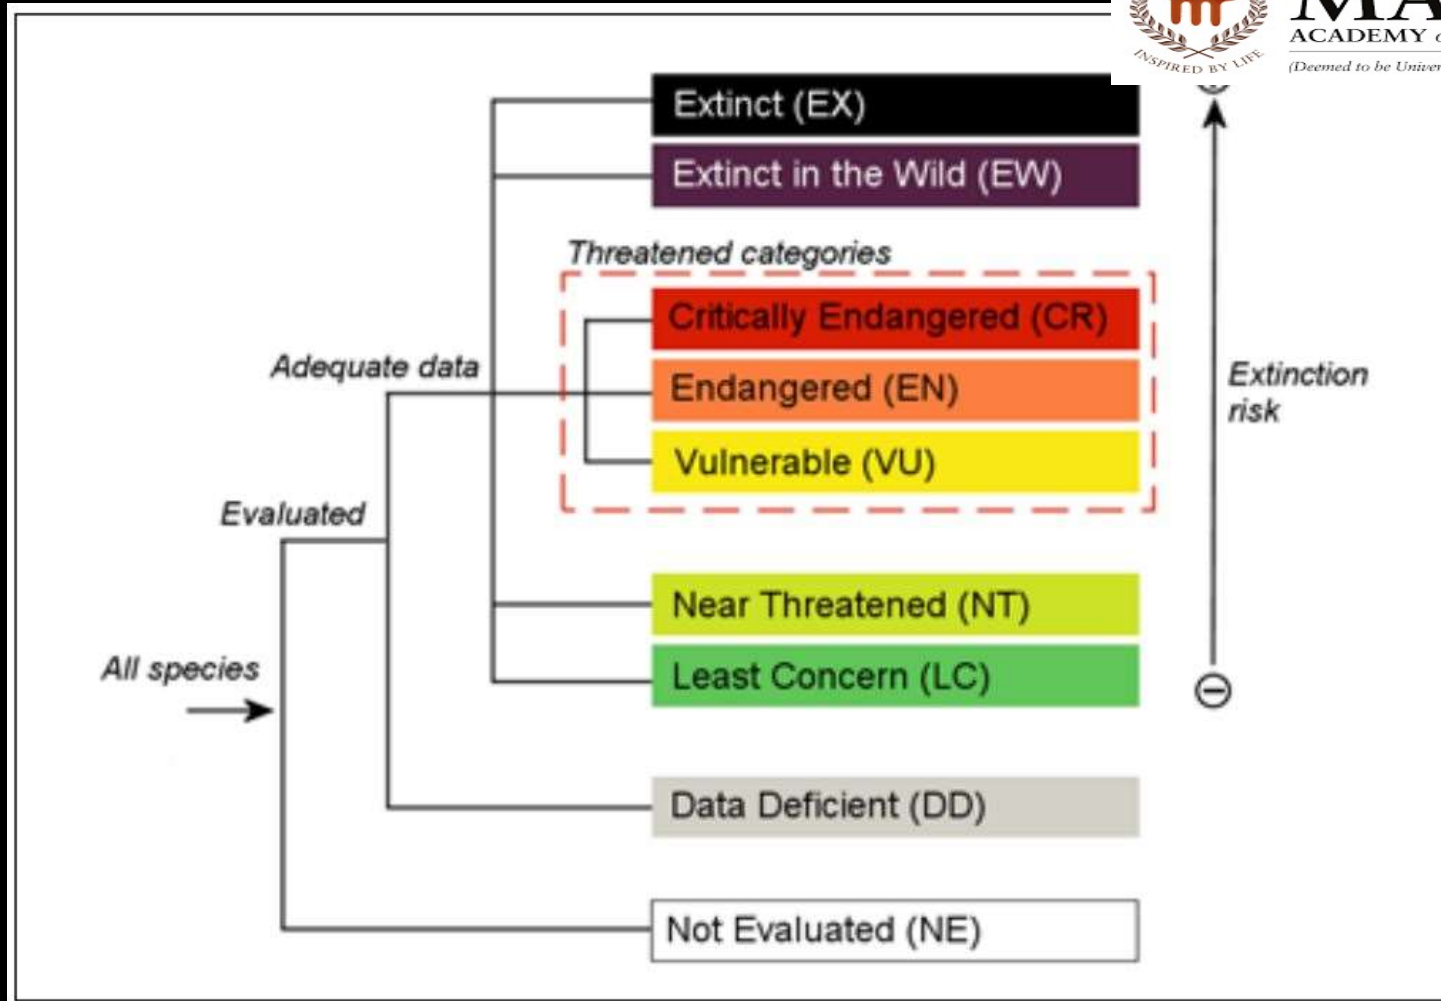 MA
ACADEMY
INSPIRED BY LIFE
(Deemed to be
Extinct (EX)
Extinct in the Wild (EW)
Threatened categories
Critically Endangered (CR)
Adequate data
Endangered (EN)
Extinction
risk
Vulnerable (VU)
Evaluated
Near Threatened (NT)
All species
Least Concern (LC)
Data Deficient (DD)
Not Evaluated (NE)